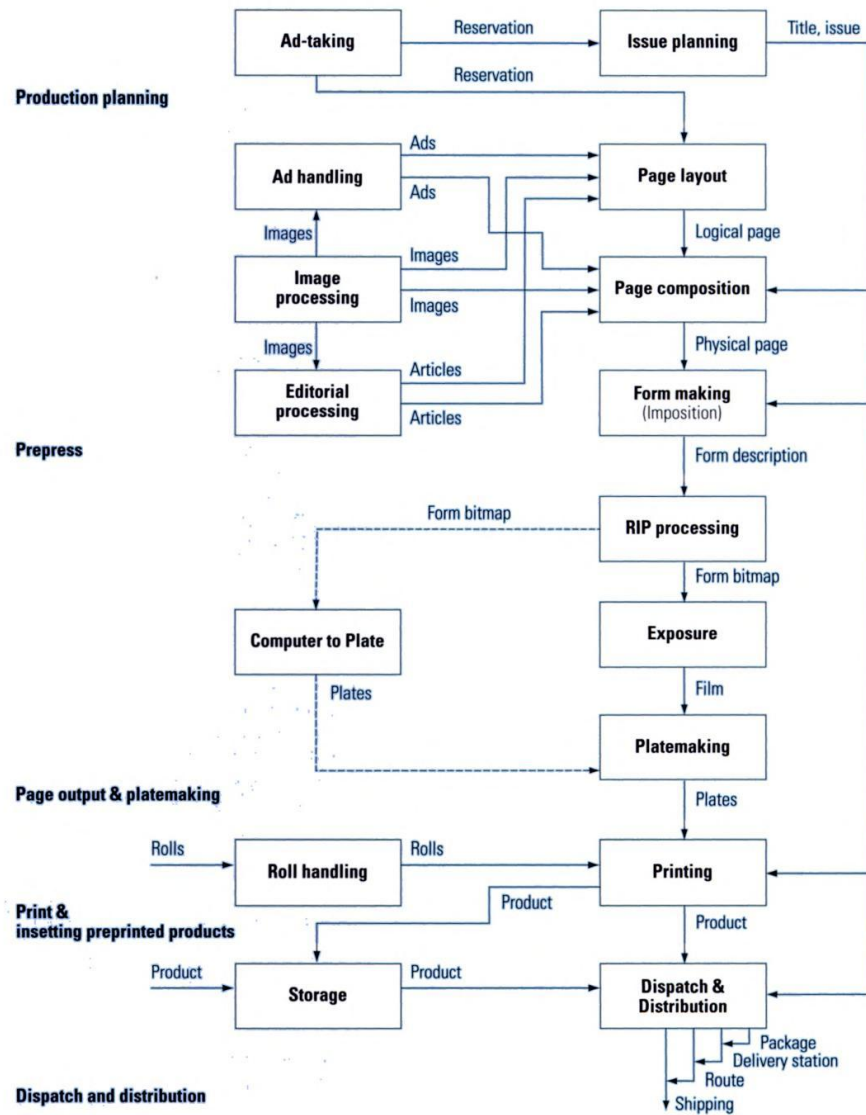 Ad-taking
Reservation
Issue planning
Title, issue
Reservation
Production planning
Ads
Ad handling
Page layout
Ads
Images
Logical page
Images
Image
processing
Page composition
Images
Images
Physical page
Articles
Editorial
processing
Form making
(Imposition)
Articles
Prepress
Form description
Form bitmap
RIP processing
Form bitmap
Computer to Plate
Exposure
Plates
Film
Platemaking
Page output & platemaking
Plates
Rolls
Roll handling
Rolls
Printing
Product
Print &
insetting preprinted products
Product
Product
Storage
Product
Dispatch &
Distribution
Package
Delivery station
Route
Dispatch and distribution
Shipping